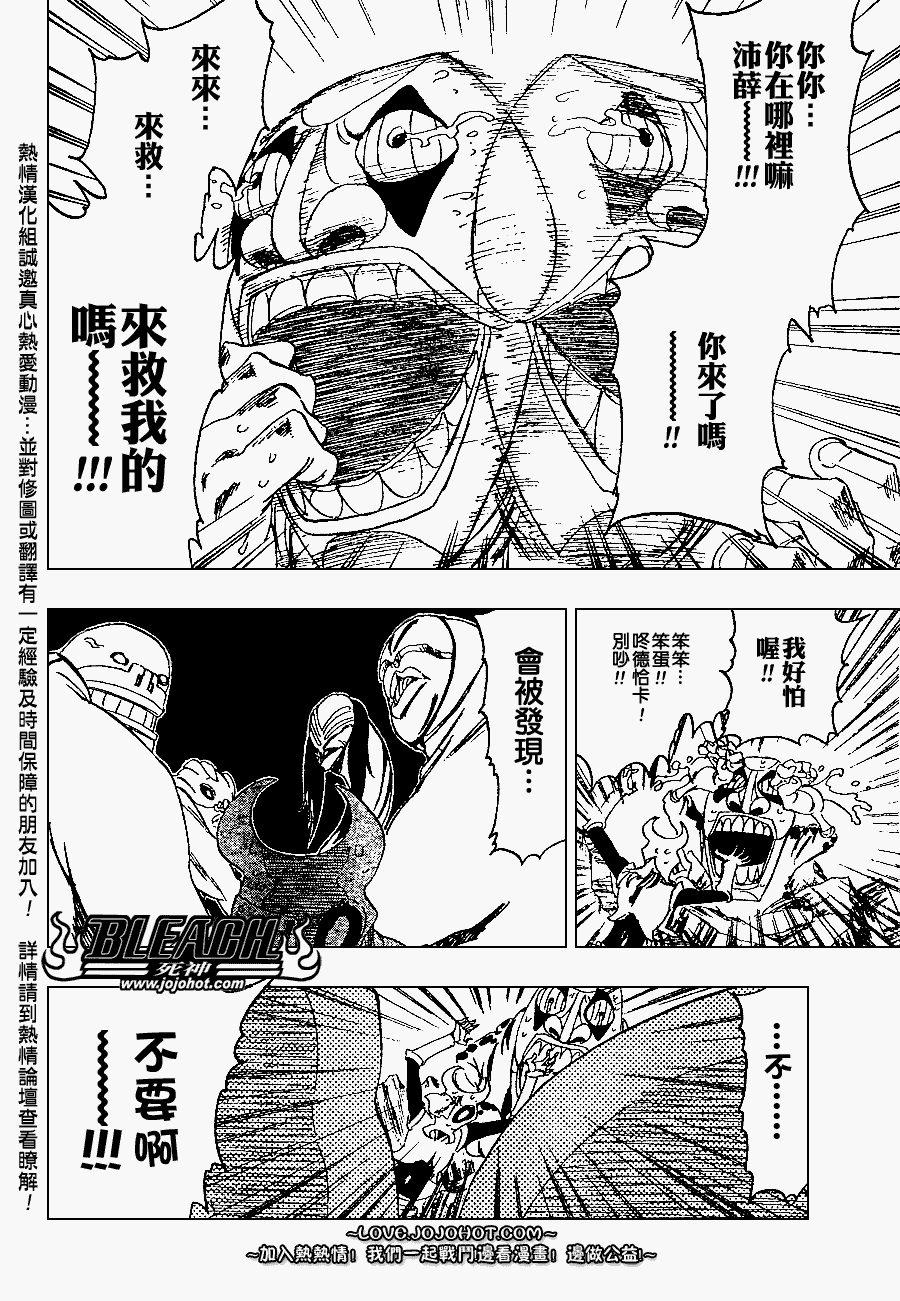 你你…
你在哪裡嘛
沛薛〜〜〜!!!
來來…
來救…
你來了嗎
〜〜〜〜!!
來救我的
嗎〜〜〜〜!!!
我好怕
喔!!
笨笨…
笨蛋!!
咚德恰卡!
別吵!!
會被發現…
…不……
不要啊
〜〜〜〜!!!
熱情漢化組誠邀真心熱愛動漫…並對修圖或翻譯有一定經驗及時間保障的朋友加入! 詳情請到熱情論壇查看瞭解!
BLEACH
死神
www.jojohot.com
~LOVE.JOJOHOT.COM~
~加入熱熱情! 我們一起戰鬥邊看漫畫! 邊做公益!~